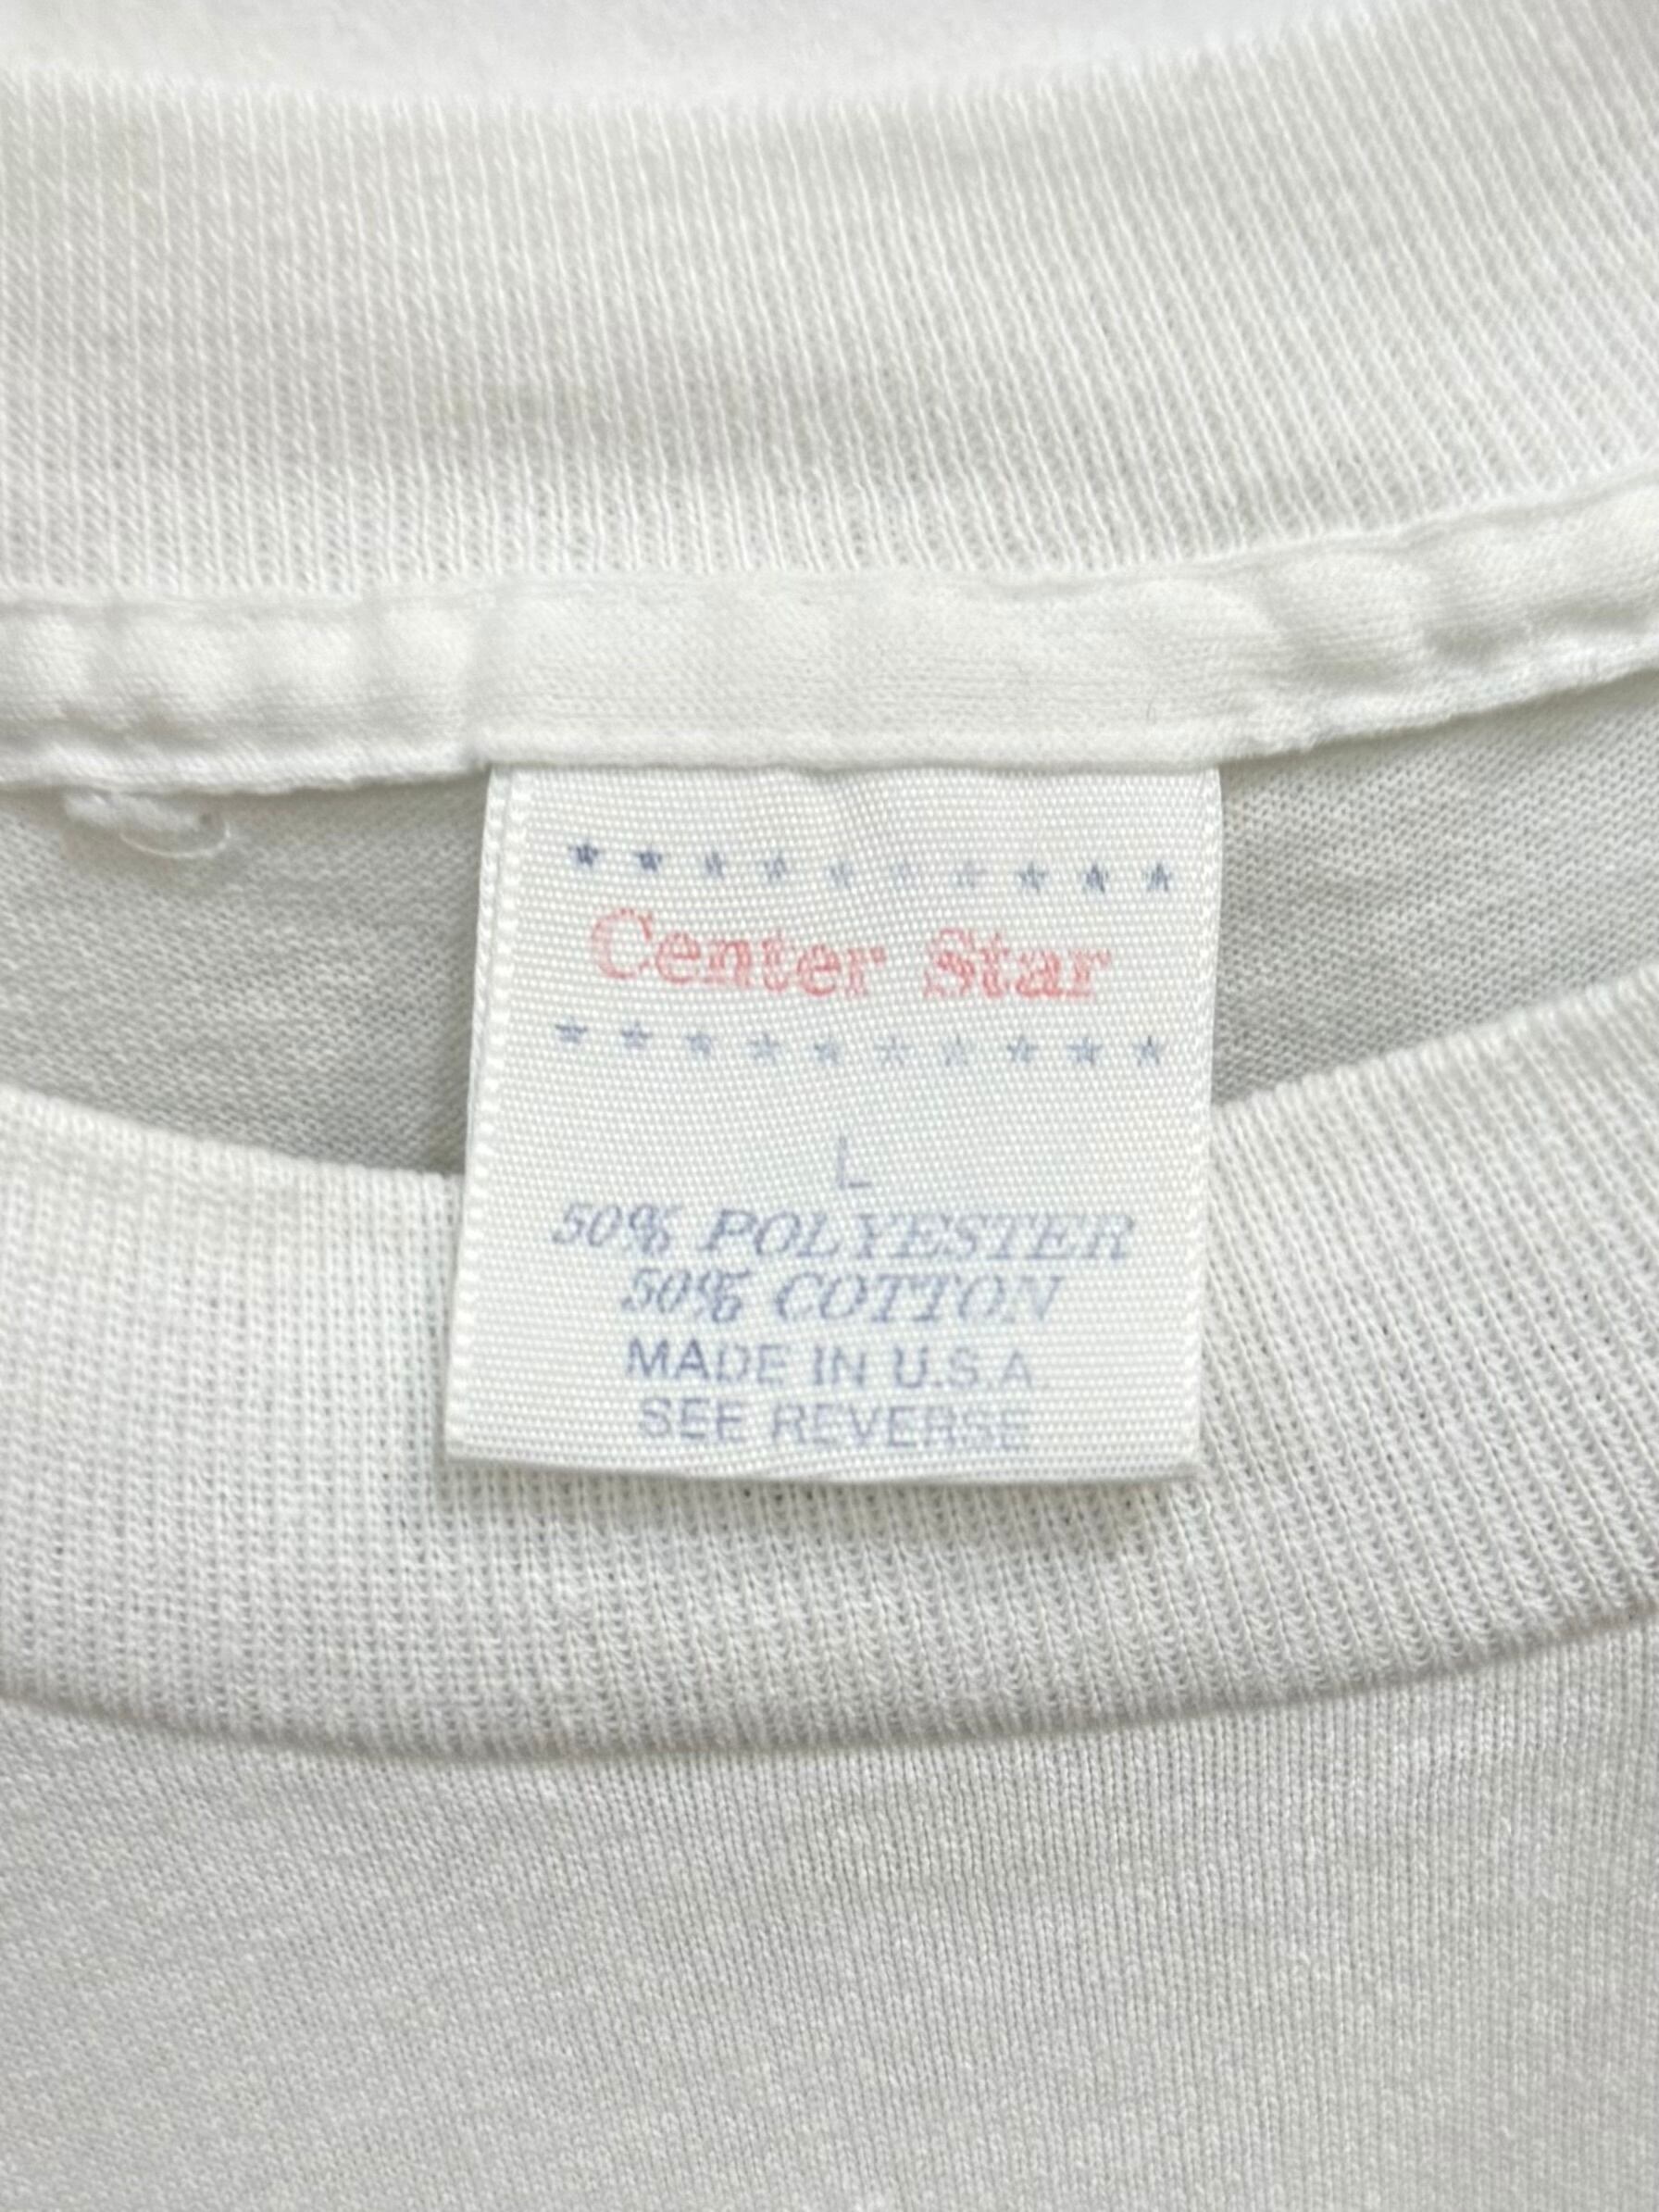 Center Star
L
50% POLYESTER
50% COTTON
MADE IN U.S.A
SEE REVERSE